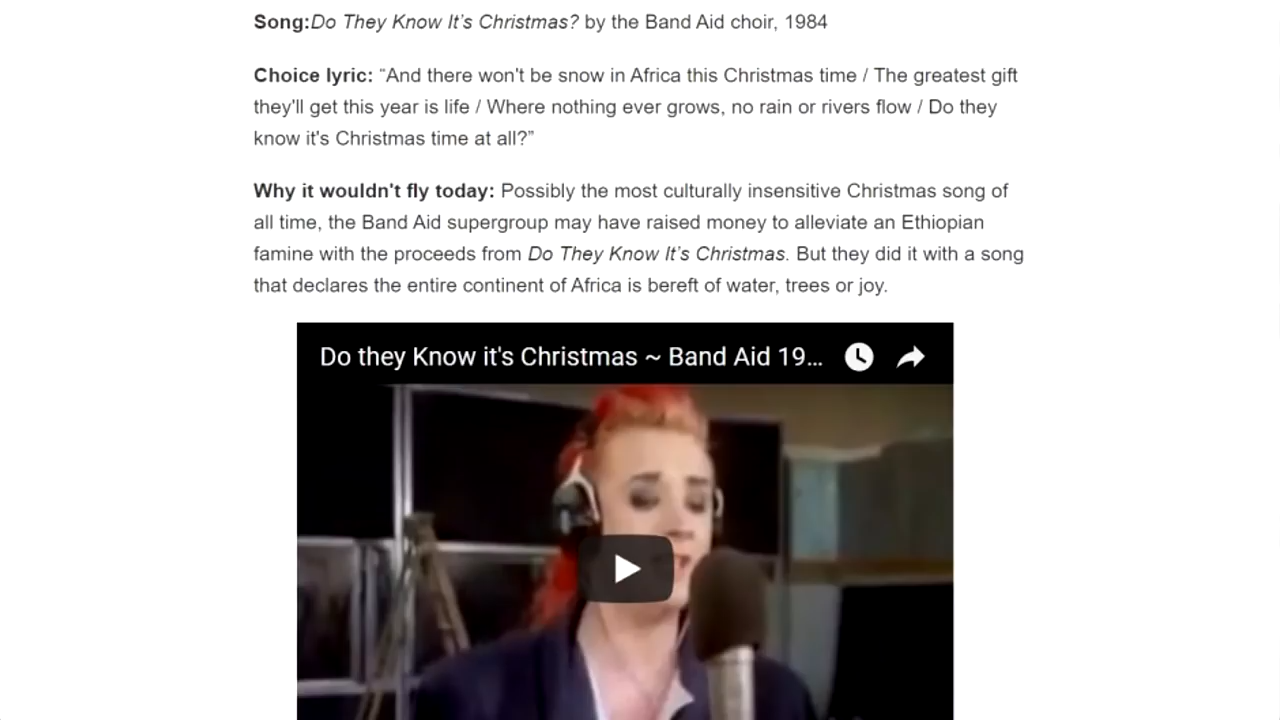 Song:Do They Know It’s Christmas? by the Band Aid choir, 1984
Choice lyric: “And there won't be snow in Africa this Christmas time / The greatest gift
they'll get this year is life / Where nothing ever grows, no rain or rivers flow / Do they
know it's Christmas time at all?”
Why it wouldn't fly today: Possibly the most culturally insensitive Christmas song of
all time, the Band Aid supergroup may have raised money to alleviate an Ethiopian
famine with the proceeds from Do They Know It’s Christmas. But they did it with a song
that declares the entire continent of Africa is bereft of water, trees or joy.
Do they Know it's Christmas ~ Band Aid 19...